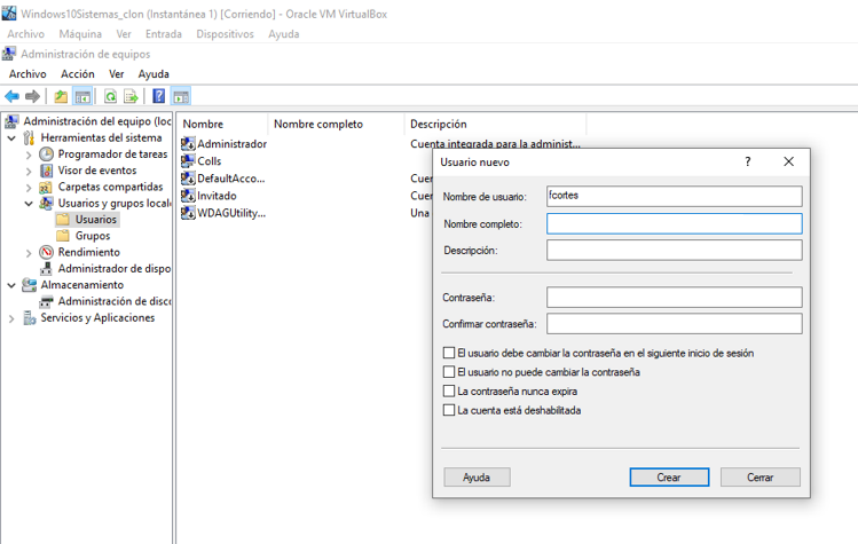 Windows10Sistemas_clon (Instantánea 1) [Corriendo] - Oracle VM VirtualBox
Archivo Máquina Ver Entrada Dispositivos Ayuda
Administración de equipos
Archivo Acción Ver Ayuda
Administración del equipo (loc
Herramientas del sistema
Programador de tareas
Visor de eventos
Carpetas compartidas
Usuarios y grupos locale
Usuarios
Grupos
Rendimiento
Administrador de dispo
Almacenamiento
Administración de disco
Servicios y Aplicaciones
Nombre Nombre completo Descripción
Administrador Cuenta integrada para la administ...
Colls
DefaultAcco... Cuen
Invitado Cuen
WDAGUtility... Una
Usuario nuevo ? ✕
Nombre de usuario: fcortes
Nombre completo:
Descripción:
Contraseña:
Confirmar contraseña:
El usuario debe cambiar la contraseña en el siguiente inicio de sesión
El usuario no puede cambiar la contraseña
La contraseña nunca expira
La cuenta está deshabilitada
Ayuda Crear Cerrar